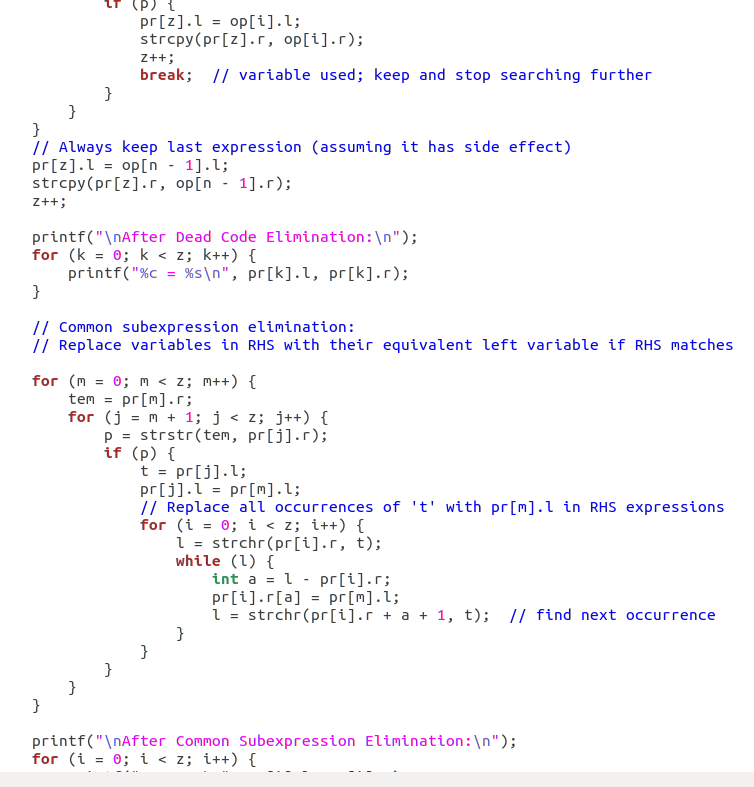 if (p) {
pr[z].l = op[i].l;
strcpy(pr[z].r, op[i].r);
z++;
break;  // variable used; keep and stop searching further
}
}
}
// Always keep last expression (assuming it has side effect)
pr[z].l = op[n - 1].l;
strcpy(pr[z].r, op[n - 1].r);
z++;
printf("\nAfter Dead Code Elimination:\n");
for (k = 0; k < z; k++) {
printf("%c = %s\n", pr[k].l, pr[k].r);
}
// Common subexpression elimination:
// Replace variables in RHS with their equivalent left variable if RHS matches
for (m = 0; m < z; m++) {
tem = pr[m].r;
for (j = m + 1; j < z; j++) {
p = strstr(tem, pr[j].r);
if (p) {
t = pr[j].l;
pr[j].l = pr[m].l;
// Replace all occurrences of 't' with pr[m].l in RHS expressions
for (i = 0; i < z; i++) {
l = strchr(pr[i].r, t);
while (l) {
int a = l - pr[i].r;
pr[i].r[a] = pr[m].l;
l = strchr(pr[i].r + a + 1, t);  // find next occurrence
}
}
}
}
}
printf("\nAfter Common Subexpression Elimination:\n");
for (i = 0; i < z; i++) {